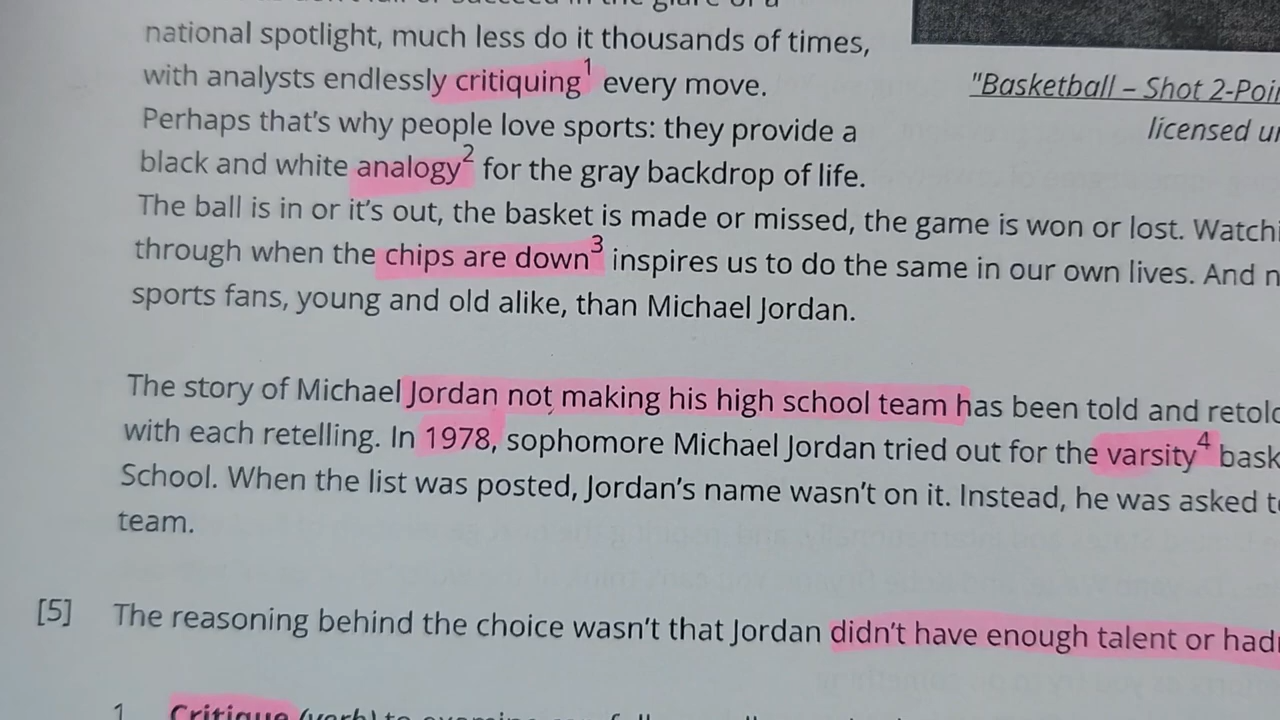 national spotlight, much less do it thousands of times,
with analysts endlessly critiquing1 every move.
Perhaps that's why people love sports: they provide a
black and white analogy2 for the gray backdrop of life.
The ball is in or it's out, the basket is made or missed, the game is won or lost.
through when the chips are down3 inspires us to do the same in our own lives. And
sports fans, young and old alike, than Michael Jordan.
"Basketball – Shot 2-Poi
licensed
The story of Michael Jordan not making his high school team has been told and
with each retelling. In 1978, sophomore Michael Jordan tried out for the varsity4
School. When the list was posted, Jordan's name wasn't on it. Instead, he was asked
team.
[5] The reasoning behind the choice wasn't that Jordan didn't have enough talent or
1 Critique (verb) to